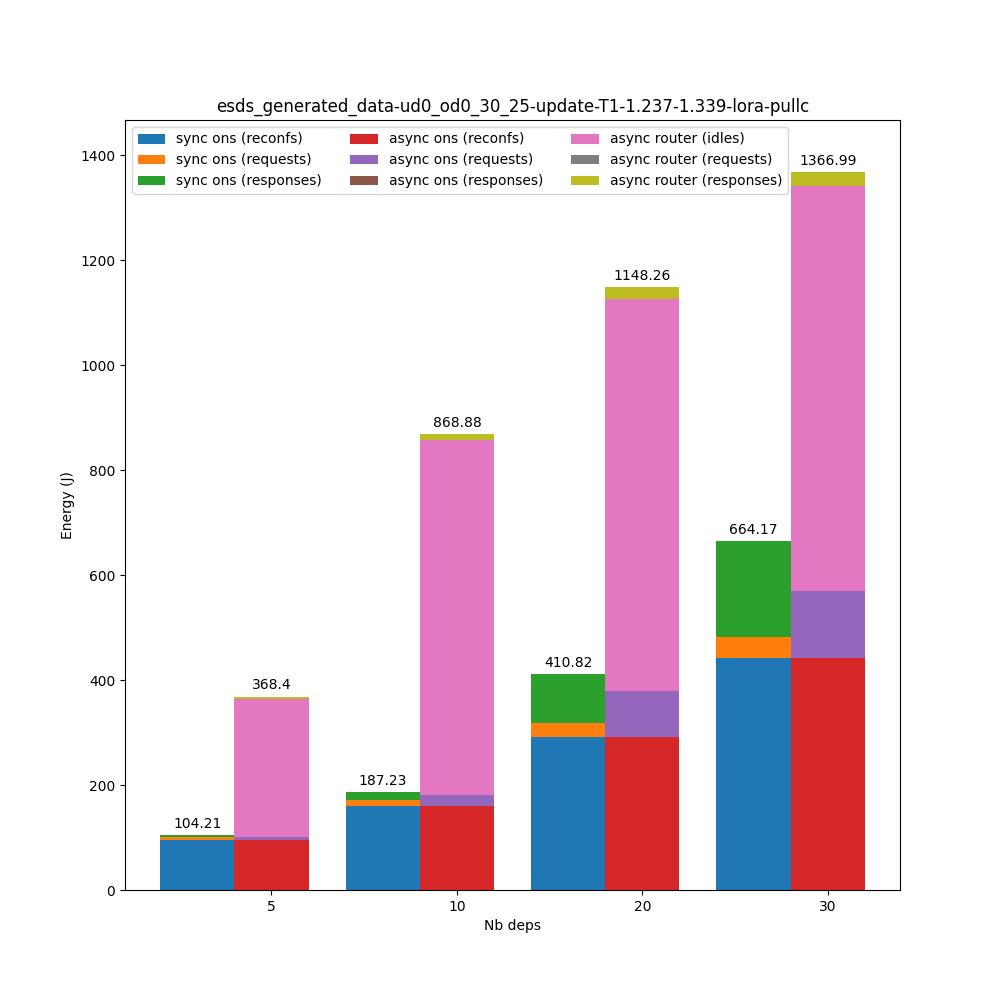 esds_generated_data-ud0_od0_30_25-update-T1-1.237-1.339-lora-pullc
sync ons (reconfs)
sync ons (requests)
sync ons (responses)
async ons (reconfs)
async ons (requests)
async ons (responses)
async router (idles)
async router (requests)
async router (responses)
1400
1200
1000
800
600
400
200
0
Energy (J)
104.21
368.4
187.23
868.88
410.82
1148.26
664.17
1366.99
5
10
20
30
Nb deps